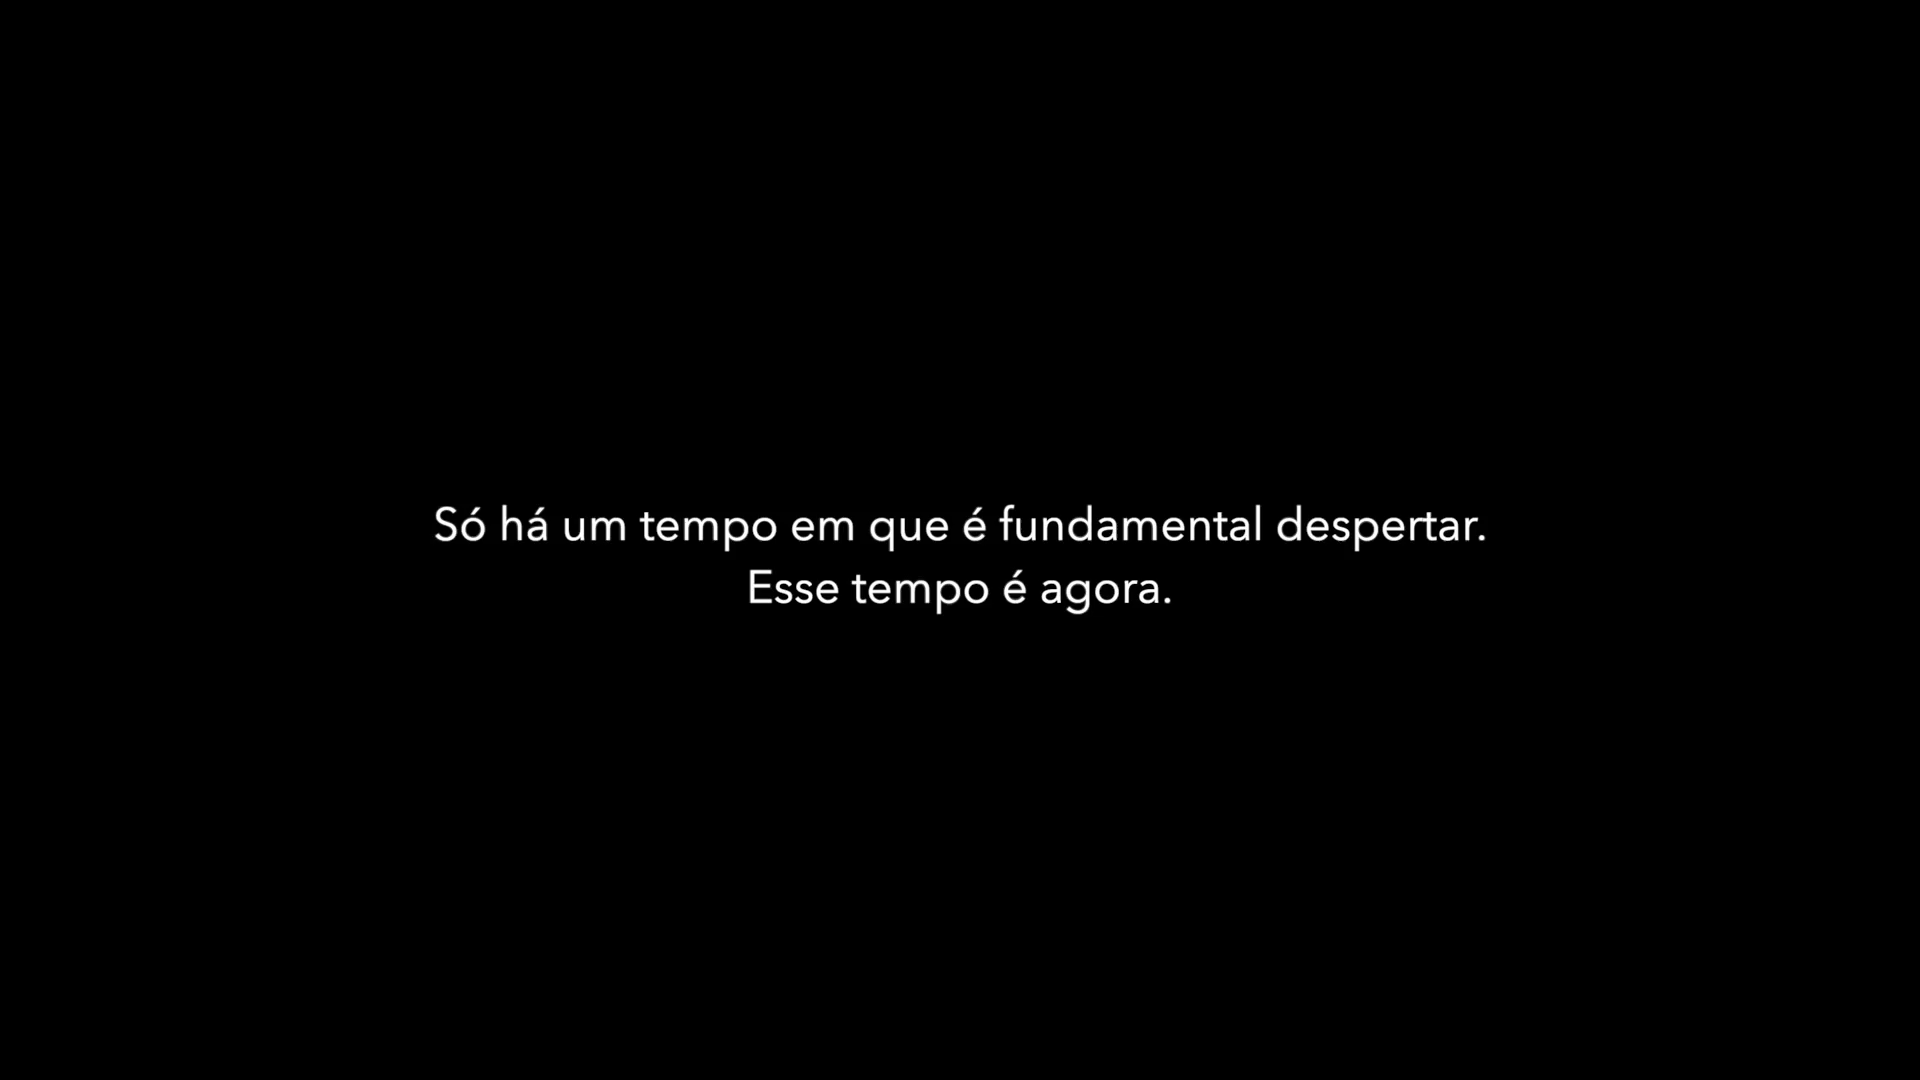 Só há um tempo em que é fundamental despertar.
Esse tempo é agora.